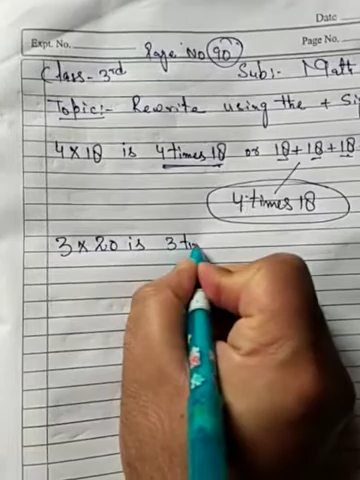 Date
Expt. No. Page No 90 Page No.
Class-3rd Sub:- Math
Topic:- Rewrite using the + Si
4×18 is 4 times 18 or 18+18+18
4 times 18
3×20 is 3 ti